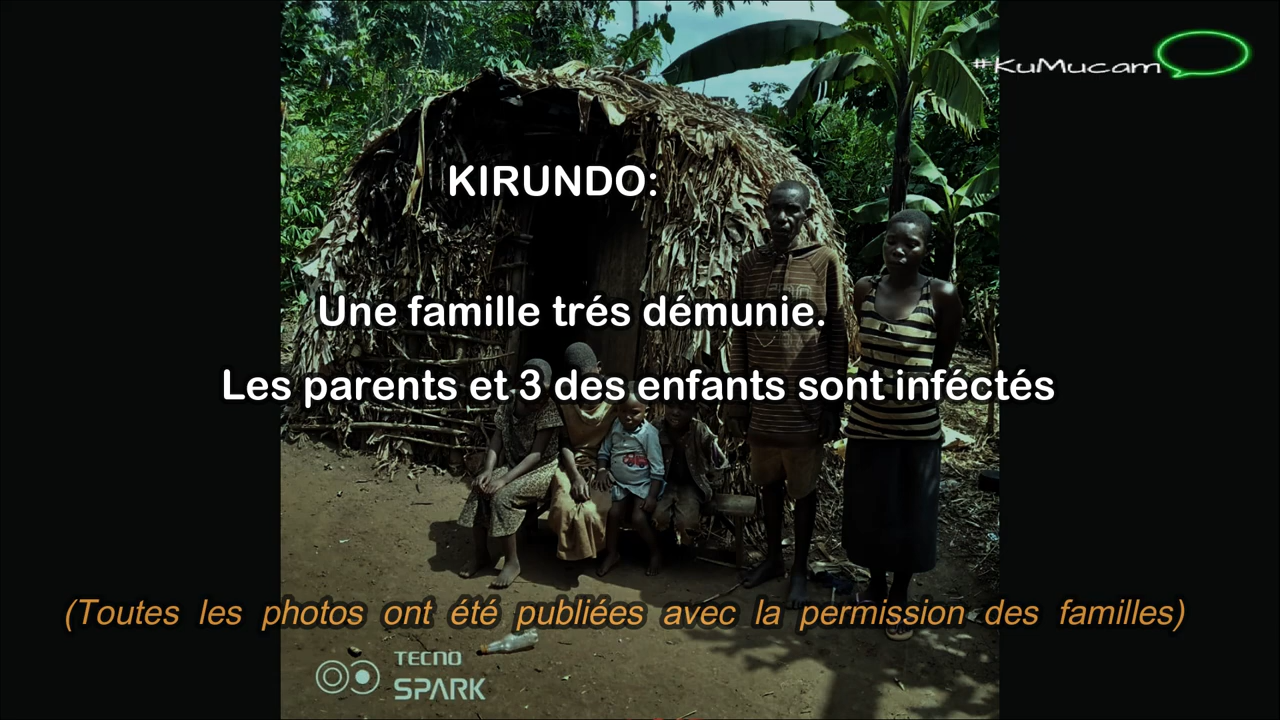 #KuMucam
KIRUNDO:
Une famille trés démunie.
Les parents et 3 des enfants sont inféctés
(Toutes les photos ont été publiées avec la permission des familles)
TECNO
SPARK